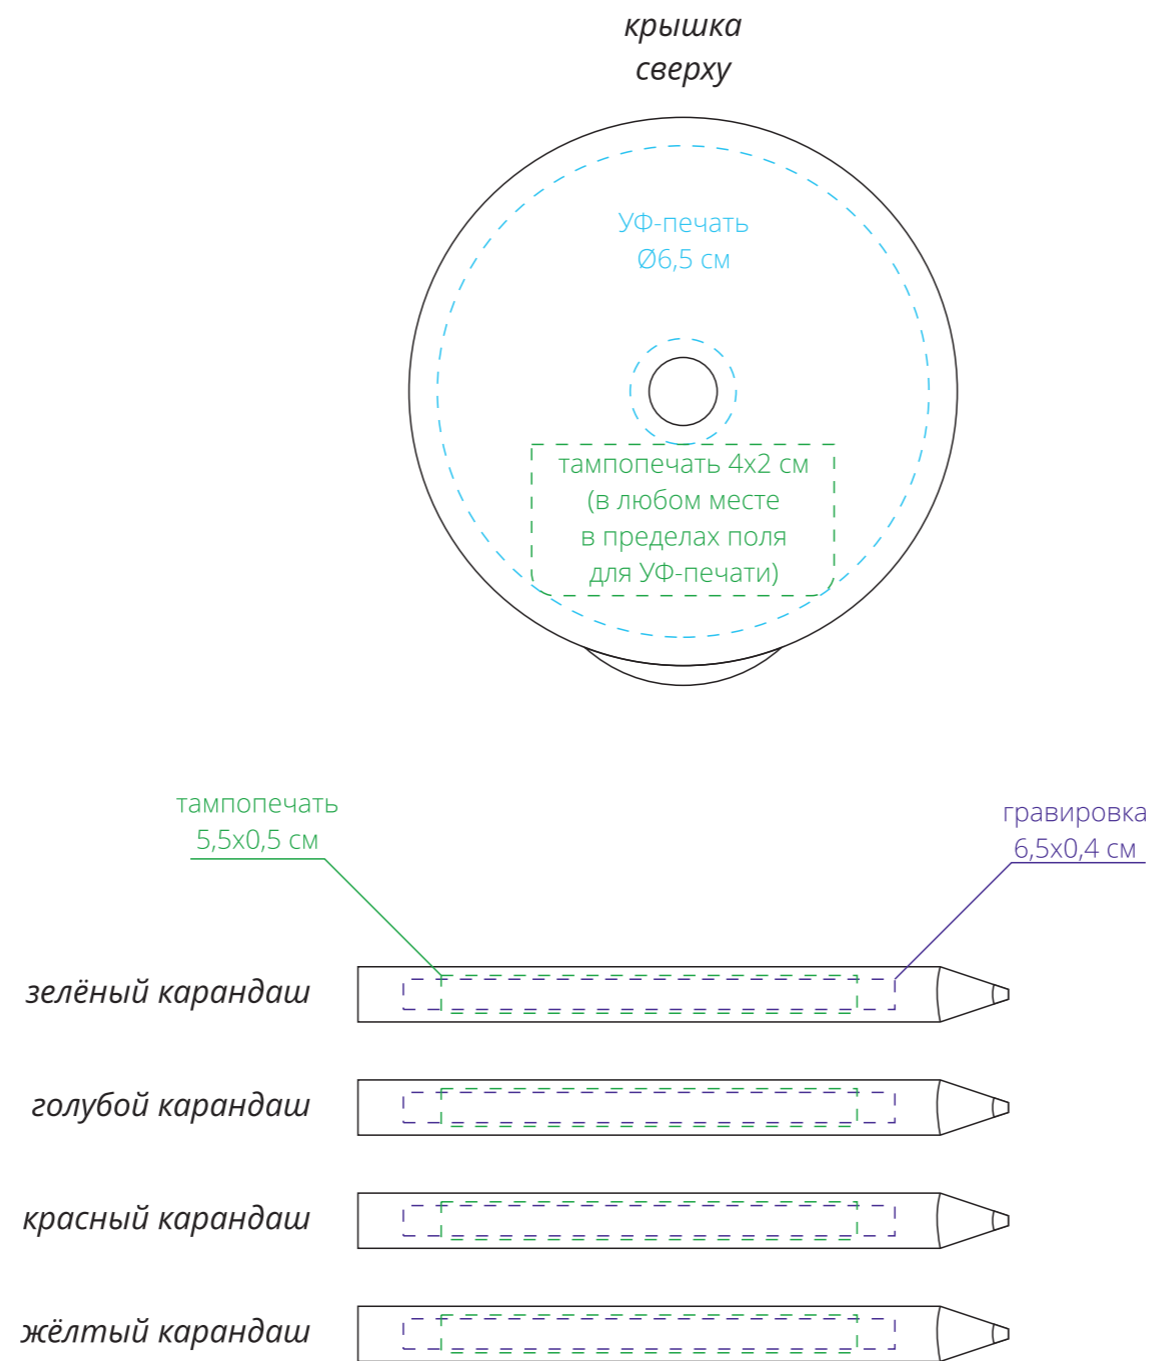 крышка
сверху
УФ-печать
Ø6,5 см
тампопечать 4х2 см
(в любом месте
в пределах поля
для УФ-печати)
тампопечать
5,5х0,5 см
гравировка
6,5х0,4 см
зелёный карандаш
голубой карандаш
красный карандаш
жёлтый карандаш